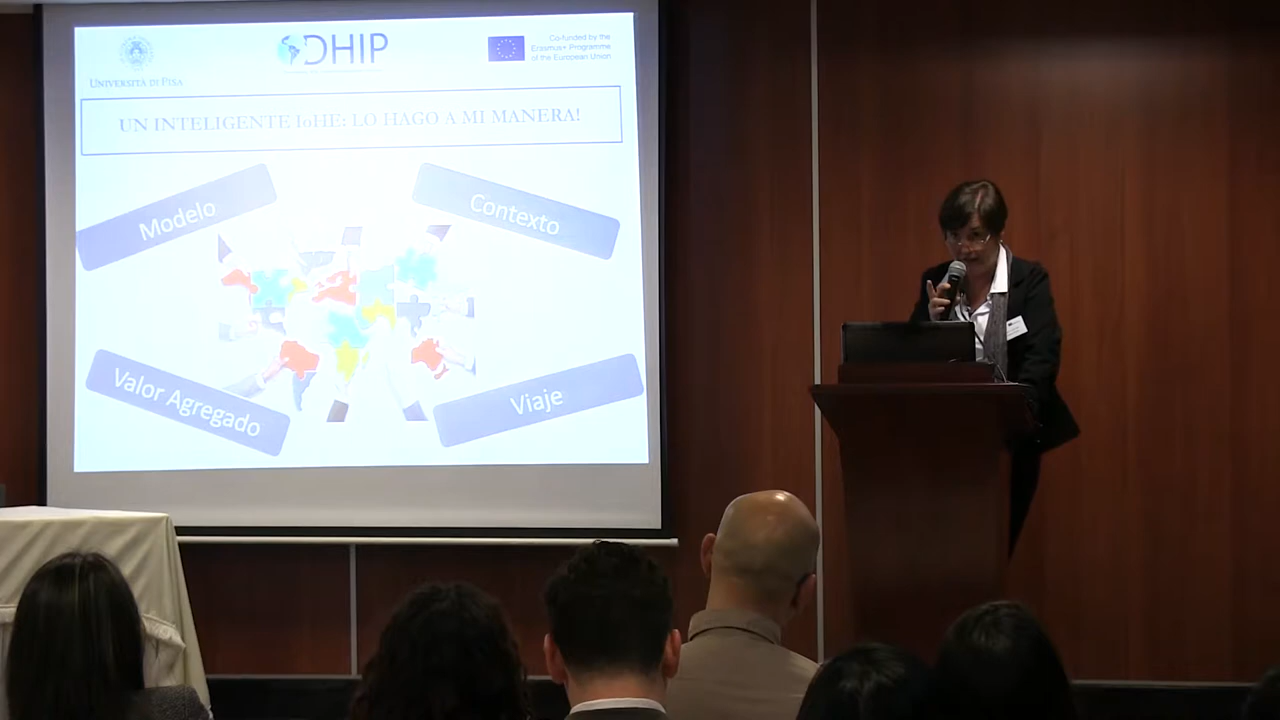 UNIVERSITÀ DI PISA
DHIP
Co-funded by the
Erasmus+ Programme
of the European Union
UN INTELIGENTE IoHE: LO HAGO A MI MANERA!
Modelo
Contexto
Valor Agregado
Viaje